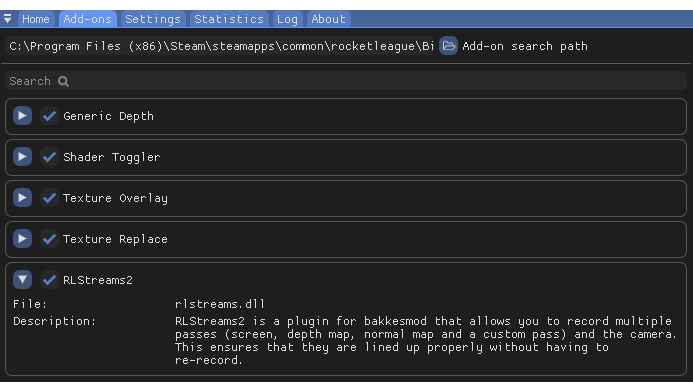 Home Add-ons Settings Statistics Log About
C:\Program Files (x86)\Steam\steamapps\common\rocketleague\Bi Add-on search path
Search
Generic Depth
Shader Toggler
Texture Overlay
Texture Replace
RLStreams2
File: rlstreams.dll
Description: RLStreams2 is a plugin for bakkesmod that allows you to record multiple
passes (screen, depth map, normal map and a custom pass) and the camera.
This ensures that they are lined up properly without having to
re-record.